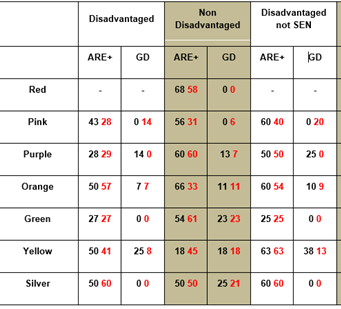 Disadvantaged Non Disadvantaged Disadvantaged not SEN
ARE+ GD ARE+ GD ARE+ GD
Red - - 68 58 0 0 - -
Pink 43 28 0 14 56 31 0 6 60 40 0 20
Purple 28 29 14 0 60 60 13 7 50 50 25 0
Orange 50 57 7 7 66 33 11 11 60 54 10 9
Green 27 27 0 0 54 61 23 23 25 25 0 0
Yellow 50 41 25 8 18 45 18 18 63 63 38 13
Silver 50 60 0 0 50 50 25 21 60 60 0 0